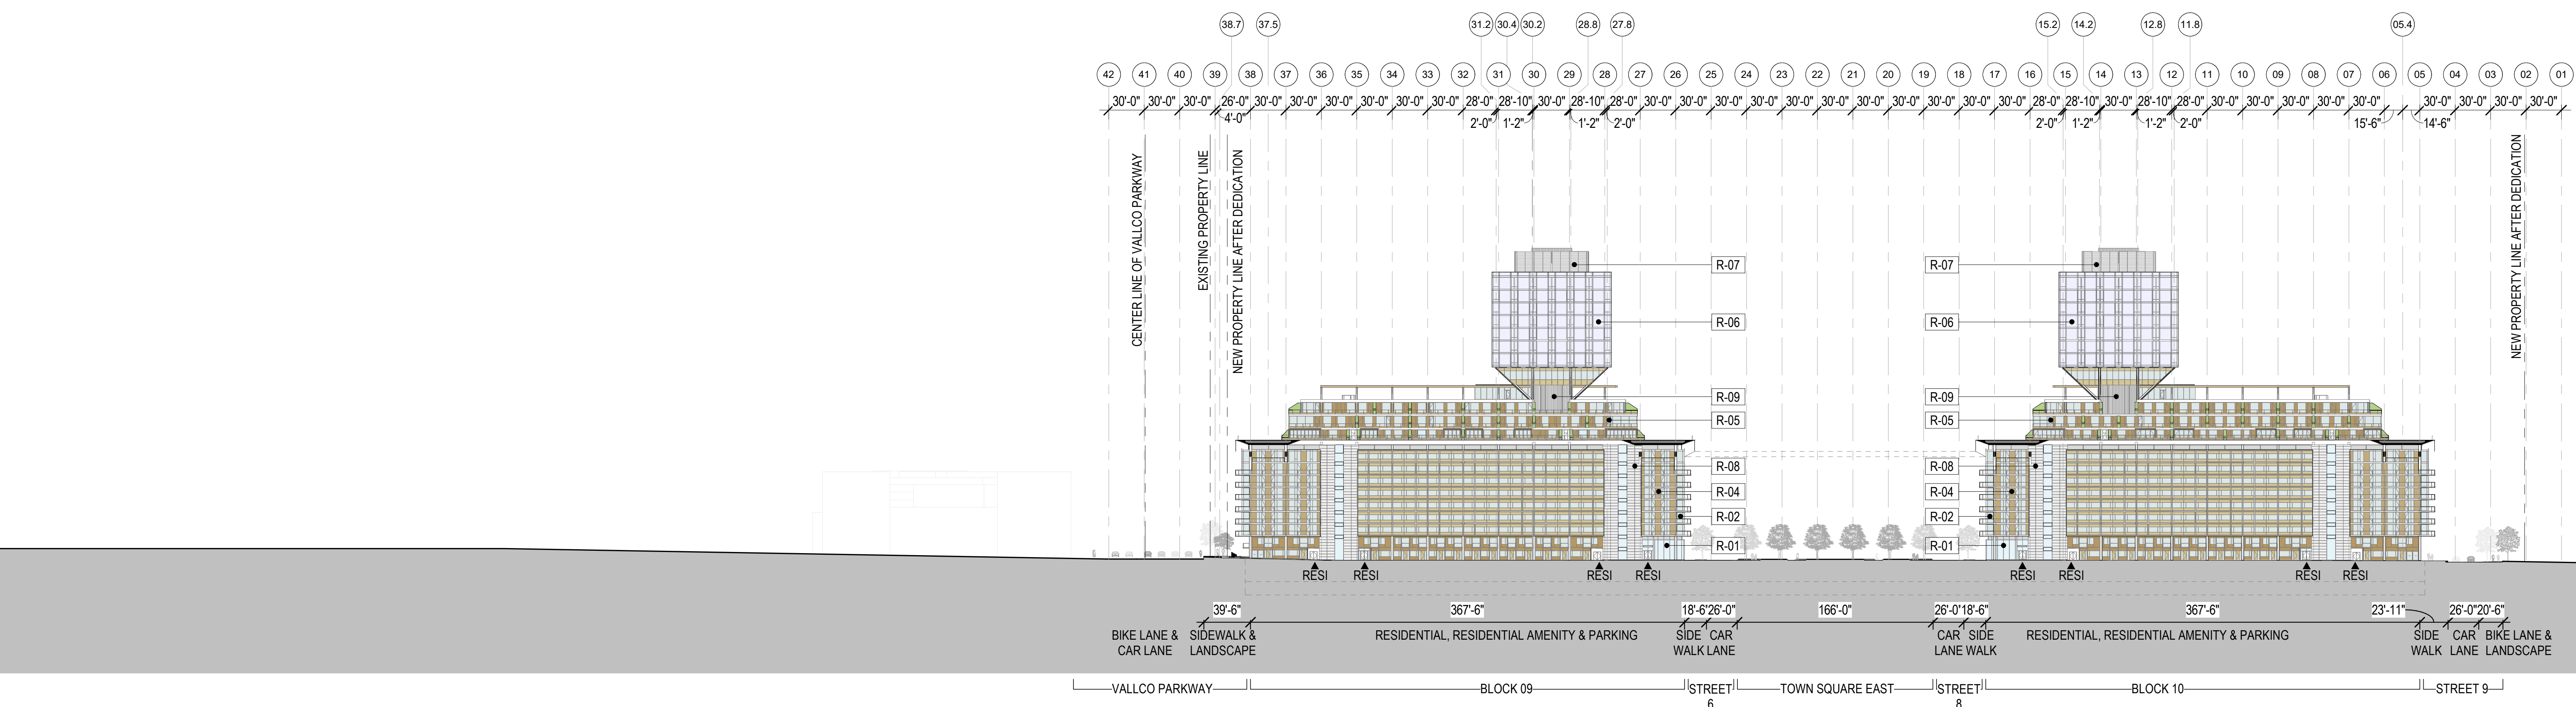 38.7 37.5 31.2 30.4 30.2 28.8 27.8 15.2 14.2 12.8 11.8 05.4
42 41 40 39 38 37 36 35 34 33 32 31 30 29 28 27 26 25 24 23 22 21 20 19 18 17 16 15 14 13 12 11 10 09 08 07 06 05 04 03 02 01
30'-0" 30'-0" 30'-0" 26'-0" 30'-0" 30'-0" 30'-0" 30'-0" 30'-0" 30'-0" 28'-0" 28'-10" 30'-0" 28'-10" 28'-0" 30'-0" 30'-0" 30'-0" 30'-0" 30'-0" 30'-0" 30'-0" 30'-0" 30'-0" 30'-0" 30'-0" 28'-0" 28'-10" 30'-0" 28'-10" 28'-0" 30'-0" 30'-0" 30'-0" 30'-0" 30'-0" 30'-0" 30'-0" 30'-0" 30'-0"
4'-0" 2'-0" 1'-2" 1'-2" 2'-0" 2'-0" 1'-2" 1'-2" 2'-0" 15'-6" 14'-6"
CENTER LINE OF VALLCO PARKWAY
EXISTING PROPERTY LINE
NEW PROPERTY LINE AFTER DEDICATION
NEW PROPERTY LINE AFTER DEDICATION
R-07 R-07
R-06 R-06
R-09 R-09
R-05 R-05
R-08 R-08
R-04 R-04
R-02 R-02
R-01 R-01
RESI RESI RESI RESI RESI RESI RESI RESI
39'-6" 367'-6" 18'-6" 26'-0" 166'-0" 26'-0" 18'-6" 367'-6" 23'-11" 26'-0" 20'-6"
BIKE LANE & SIDEWALK & RESIDENTIAL, RESIDENTIAL AMENITY & PARKING SIDE CAR CAR SIDE RESIDENTIAL, RESIDENTIAL AMENITY & PARKING SIDE CAR BIKE LANE &
CAR LANE LANDSCAPE WALK LANE LANE WALK WALK LANE LANDSCAPE
VALLCO PARKWAY BLOCK 09 STREET TOWN SQUARE EAST STREET BLOCK 10 STREET 9
6 8